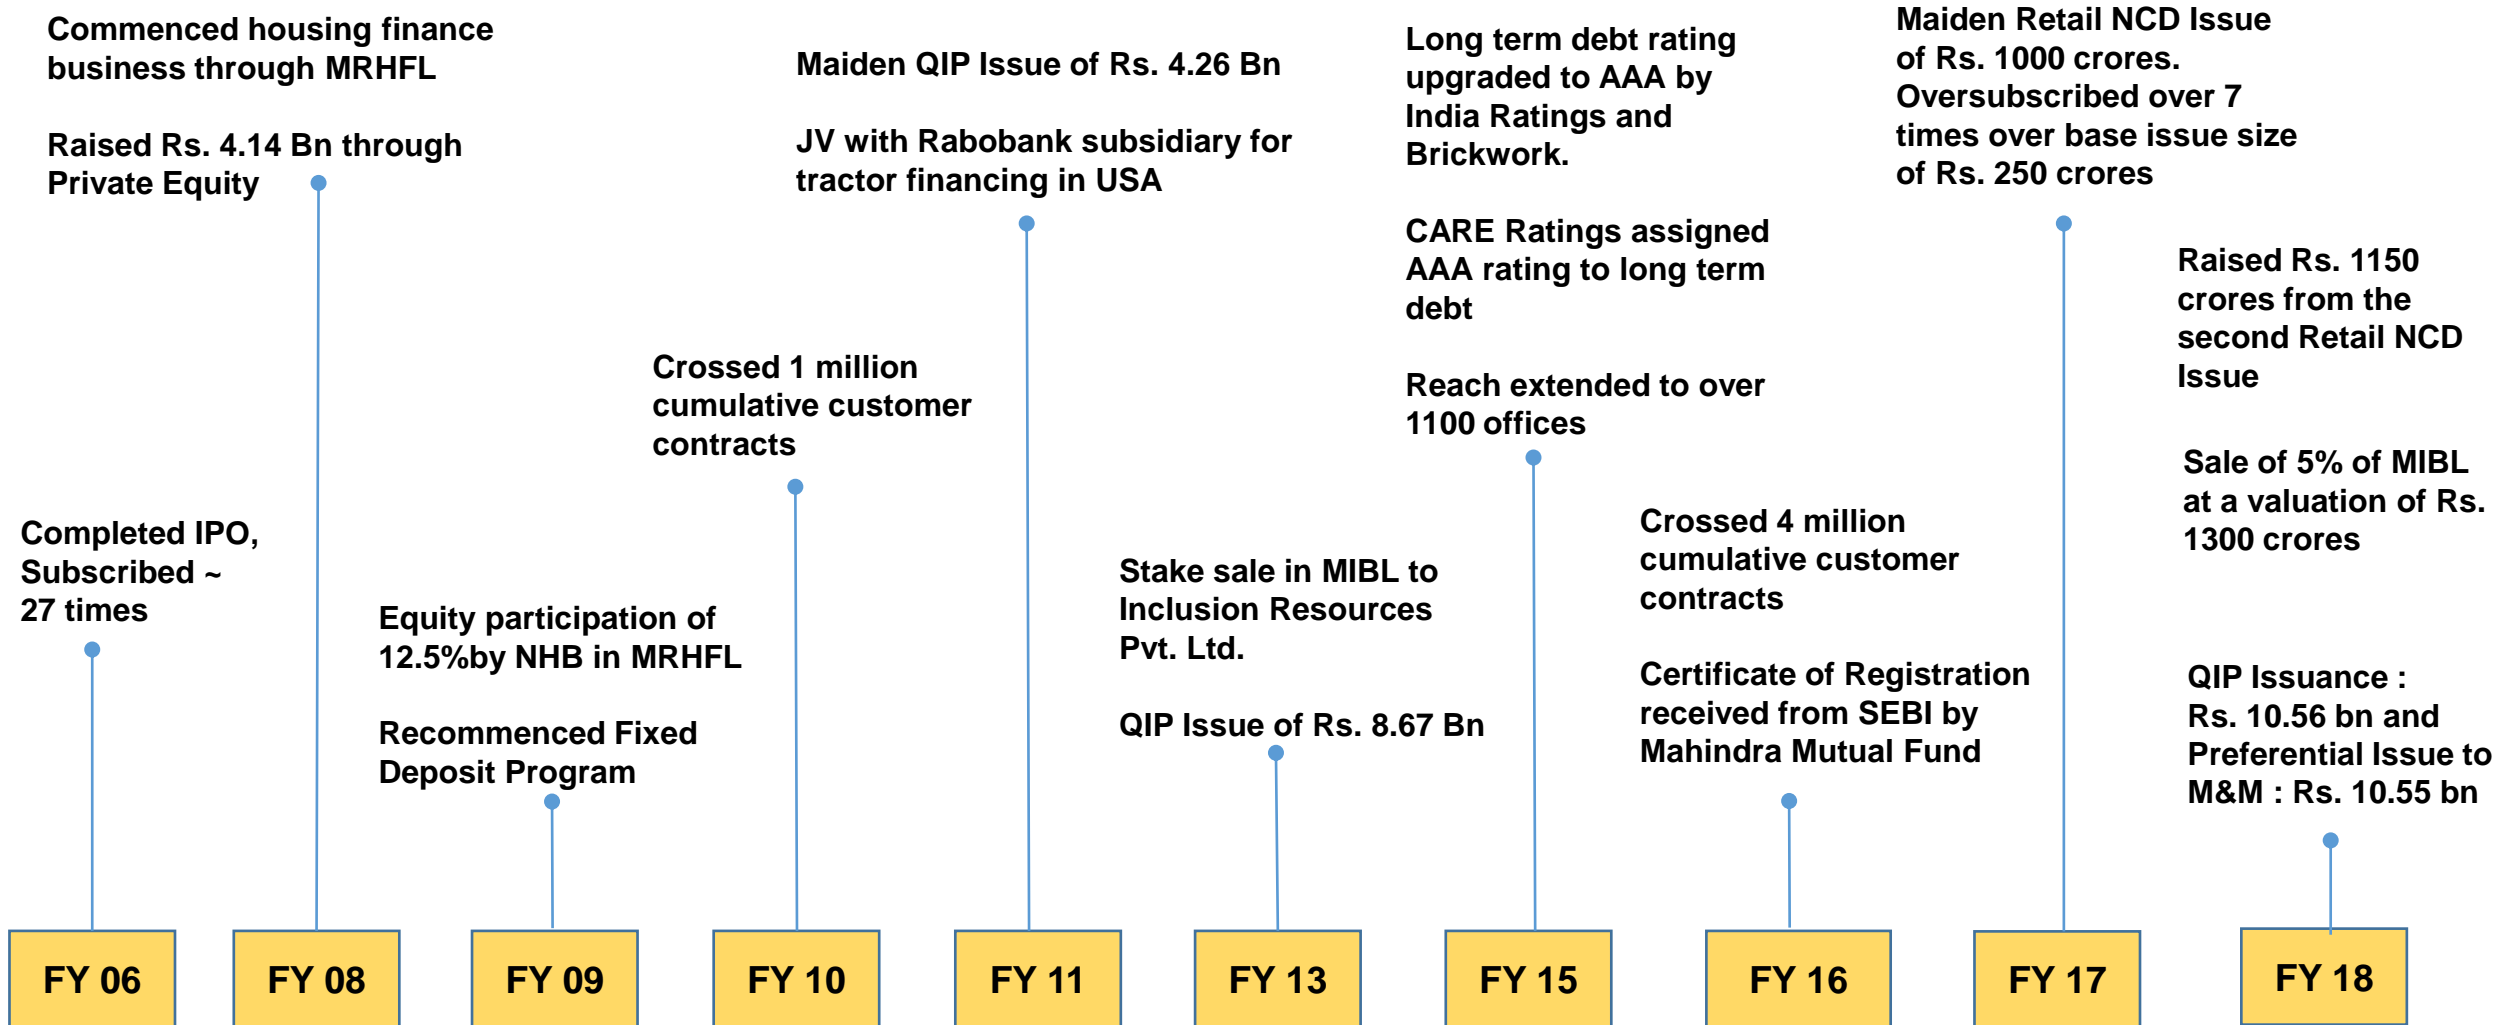 Commenced housing finance
business through MRHFL
Raised Rs. 4.14 Bn through
Private Equity
Maiden QIP Issue of Rs. 4.26 Bn
JV with Rabobank subsidiary for
tractor financing in USA
Long term debt rating
upgraded to AAA by
India Ratings and
Brickwork.
CARE Ratings assigned
AAA rating to long term
debt
Reach extended to over
1100 offices
Maiden Retail NCD Issue
of Rs. 1000 crores.
Oversubscribed over 7
times over base issue size
of Rs. 250 crores
Raised Rs. 1150
crores from the
second Retail NCD
Issue
Sale of 5% of MIBL
at a valuation of Rs.
1300 crores
QIP Issuance :
Rs. 10.56 bn and
Preferential Issue to
M&M : Rs. 10.55 bn
Crossed 1 million
cumulative customer
contracts
Completed IPO,
Subscribed ~
27 times
Equity participation of
12.5%by NHB in MRHFL
Recommenced Fixed
Deposit Program
Stake sale in MIBL to
Inclusion Resources
Pvt. Ltd.
QIP Issue of Rs. 8.67 Bn
Crossed 4 million
cumulative customer
contracts
Certificate of Registration
received from SEBI by
Mahindra Mutual Fund
FY 06
FY 08
FY 09
FY 10
FY 11
FY 13
FY 15
FY 16
FY 17
FY 18